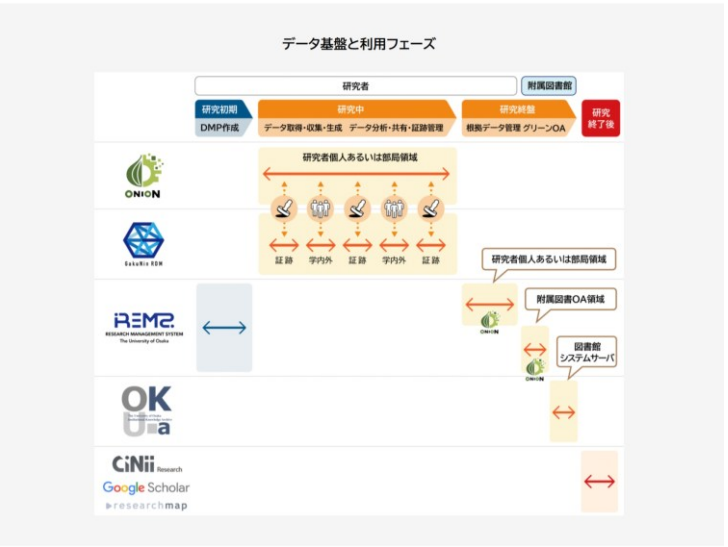 データ基盤と利用フェーズ
研究者
附属図書館
研究初期
研究中
研究終盤
研究
終了後
DMP作成
データ取得・収集・生成 データ分析・共有・証跡管理
根拠データ管理 グリーンOA
研究者個人あるいは部局領域
ONION
GakuNin RDM
証跡
学内外
証跡
学内外
証跡
研究者個人あるいは部局領域
iREMS
RESEARCH MANAGEMENT SYSTEM
The University of Osaka
ONION
附属図書OA領域
ONION
図書館
システムサーバ
OK
U a
CiNii Research
Google Scholar
researchmap